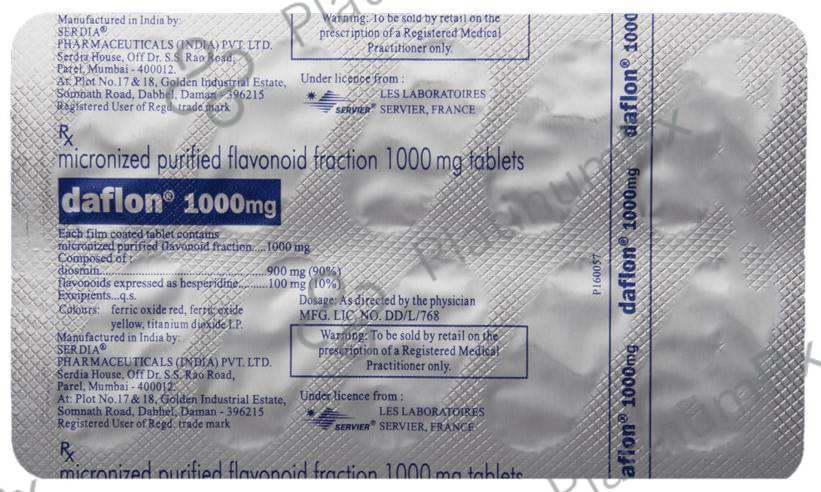 Manufactured in India by:
SERDIA®
PHARMACEUTICALS (INDIA) PVT. LTD.
Serdia House, Off Dr. S.S. Rao Road,
Parel, Mumbai - 400012.
At: Plot No.17 & 18, Golden Industrial Estate,
Somnath Road, Dabhel, Daman - 396215
Registered User of Regd. trade mark
Warning: To be sold by retail on the
prescription of a Registered Medical
Practitioner only.
Under licence from :
SERVIER®
LES LABORATOIRES
SERVIER, FRANCE
Rx
micronized purified flavonoid fraction 1000 mg tablets
daflon® 1000mg
Each film coated tablet contains
micronized purified flavonoid fraction.....1000 mg
Composed of :
diosmin................................................900 mg (90%)
flavonoids expressed as hesperidine.........100 mg (10%)
Excipients...q.s.
Colours: ferric oxide red, ferric oxide
yellow, titanium dioxide I.P.
Dosage: As directed by the physician
MFG. LIC. NO. DD/L/768
Manufactured in India by:
SERDIA®
PHARMACEUTICALS (INDIA) PVT. LTD.
Serdia House, Off Dr. S.S. Rao Road,
Parel, Mumbai - 400012.
At: Plot No.17 & 18, Golden Industrial Estate,
Somnath Road, Dabhel, Daman - 396215
Registered User of Regd. trade mark
Warning: To be sold by retail on the
prescription of a Registered Medical
Practitioner only.
Under licence from :
SERVIER®
LES LABORATOIRES
SERVIER, FRANCE
Rx
micronized purified flavonoid fraction 1000 mg tablets
P160057
aflon® 1000mg
daflon® 1000mg
daflon® 1000
PlatinumRx